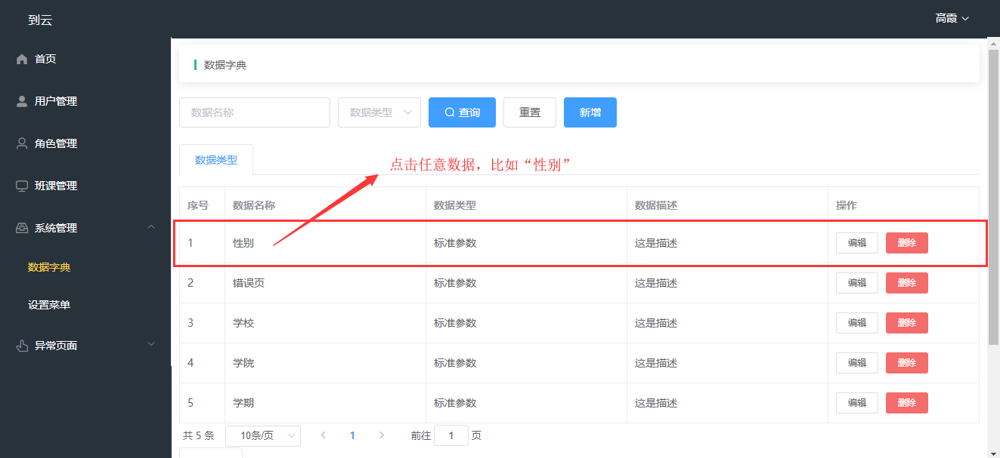 到云
高霞
首页
用户管理
角色管理
班课管理
系统管理
数据字典
设置菜单
异常页面
数据字典
数据名称 数据类型 查询 重置 新增
数据类型
点击任意数据，比如“性别”
序号 数据名称 数据类型 数据描述 操作
1 性别 标准参数 这是描述 编辑 删除
2 错误页 标准参数 这是描述 编辑 删除
3 学校 标准参数 这是描述 编辑 删除
4 学院 标准参数 这是描述 编辑 删除
5 学期 标准参数 这是描述 编辑 删除
共 5 条 10条/页 1 前往 1 页